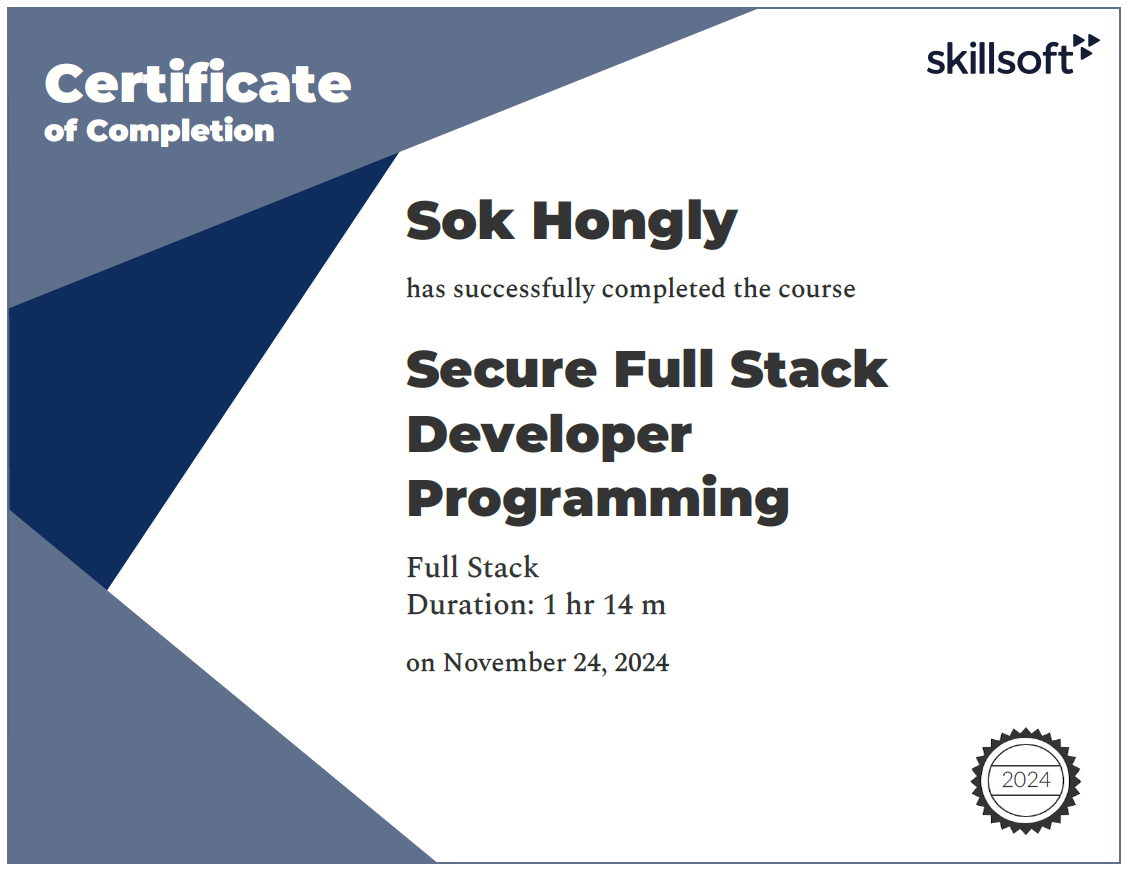 Certificate
of Completion
skillsoft
Sok Hongly
has successfully completed the course
Secure Full Stack
Developer
Programming
Full Stack
Duration: 1 hr 14 m
on November 24, 2024
2024